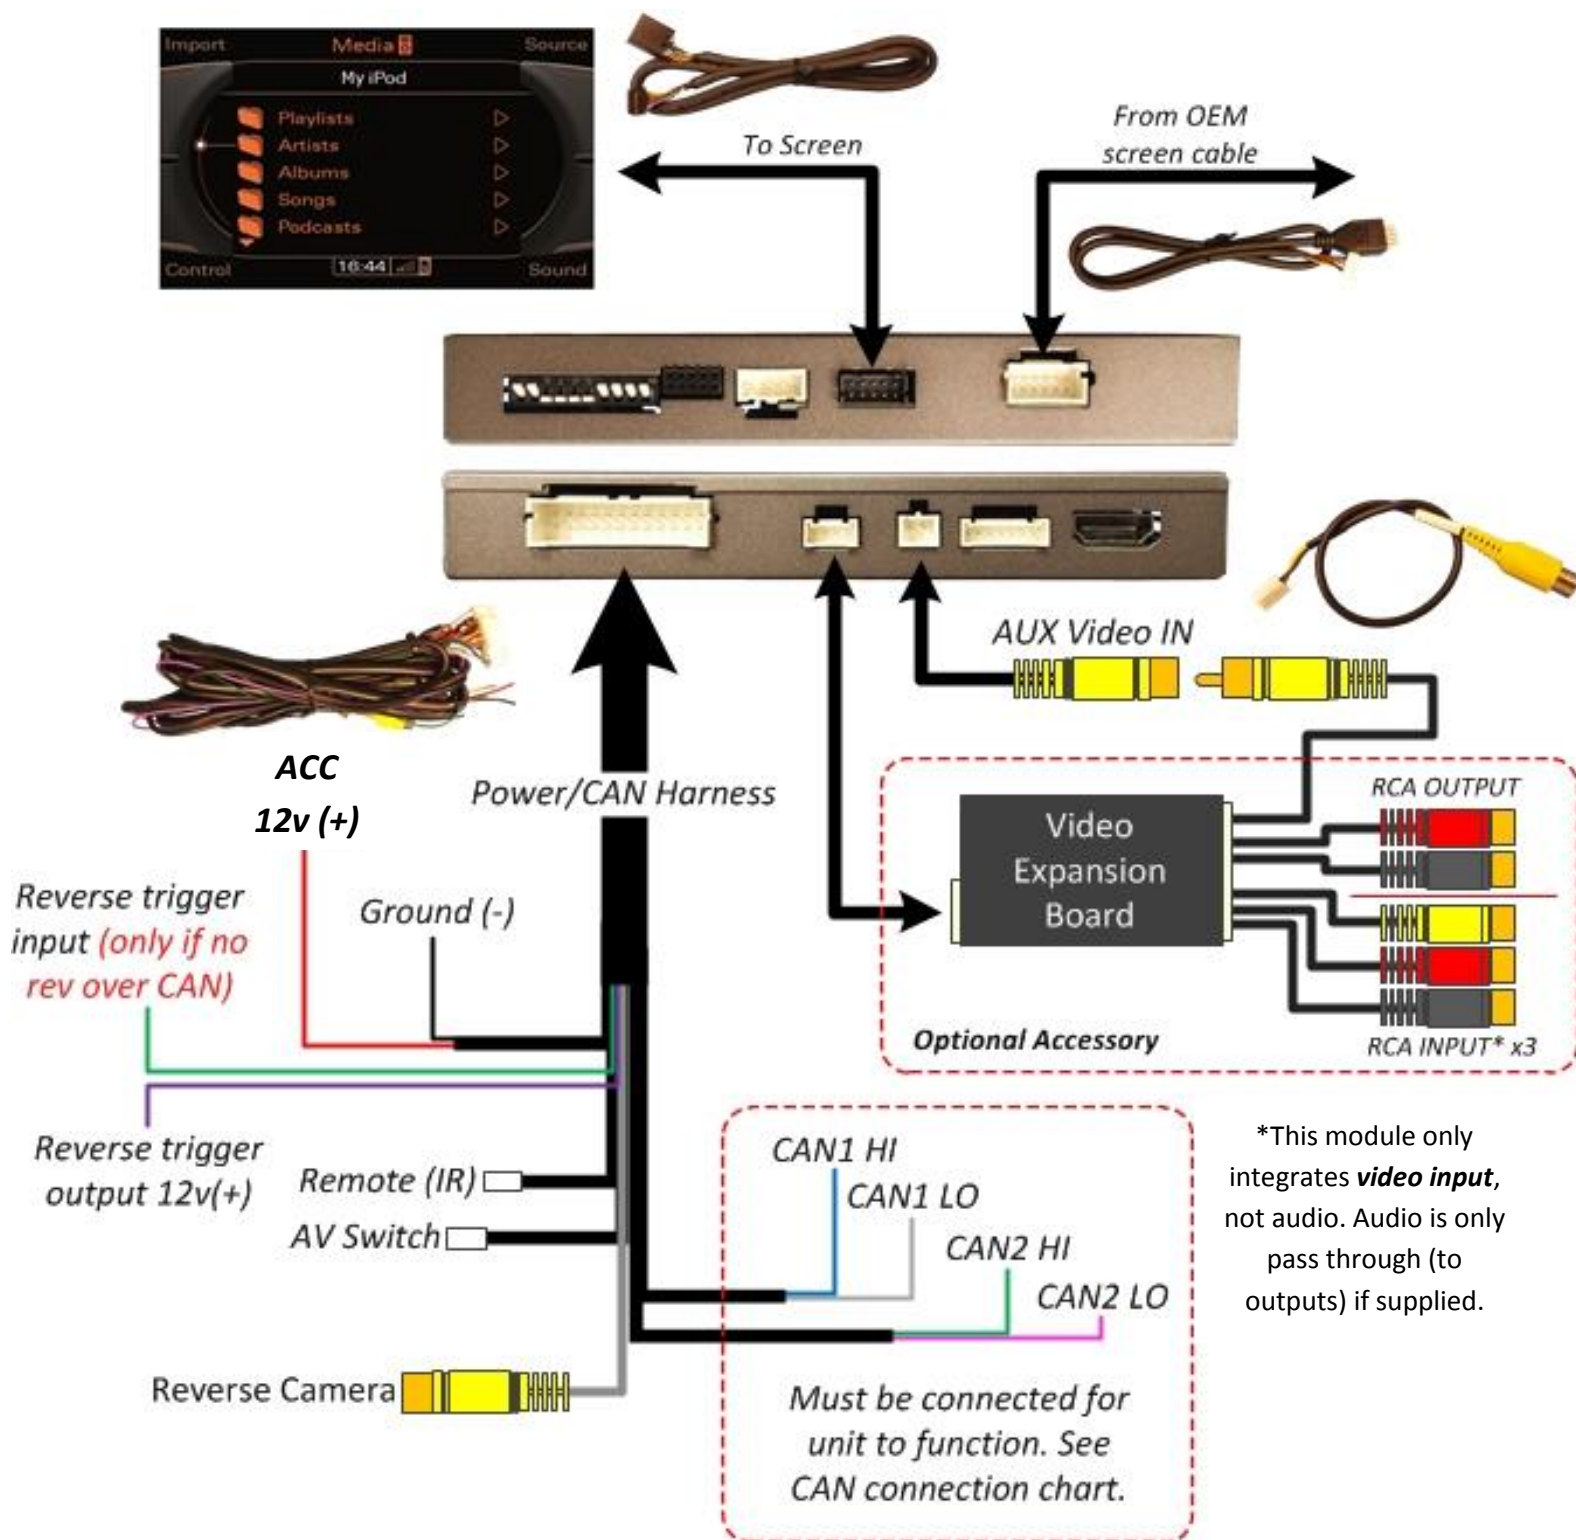 Import
Media
Source
My iPod
Playlists
Artists
Albums
Songs
Podcasts
Control
16:44
Sound
To Screen
From OEM
screen cable
AUX Video IN
ACC
12v (+)
Power/CAN Harness
Reverse trigger
input (only if no
rev over CAN)
Ground (-)
Video
Expansion
Board
RCA OUTPUT
RCA INPUT* x3
Optional Accessory
Reverse trigger
output 12v(+)
Remote (IR)
AV Switch
Reverse Camera
CAN1 HI
CAN1 LO
CAN2 HI
CAN2 LO
Must be connected for
unit to function. See
CAN connection chart.
*This module only
integrates video input,
not audio. Audio is only
pass through (to
outputs) if supplied.